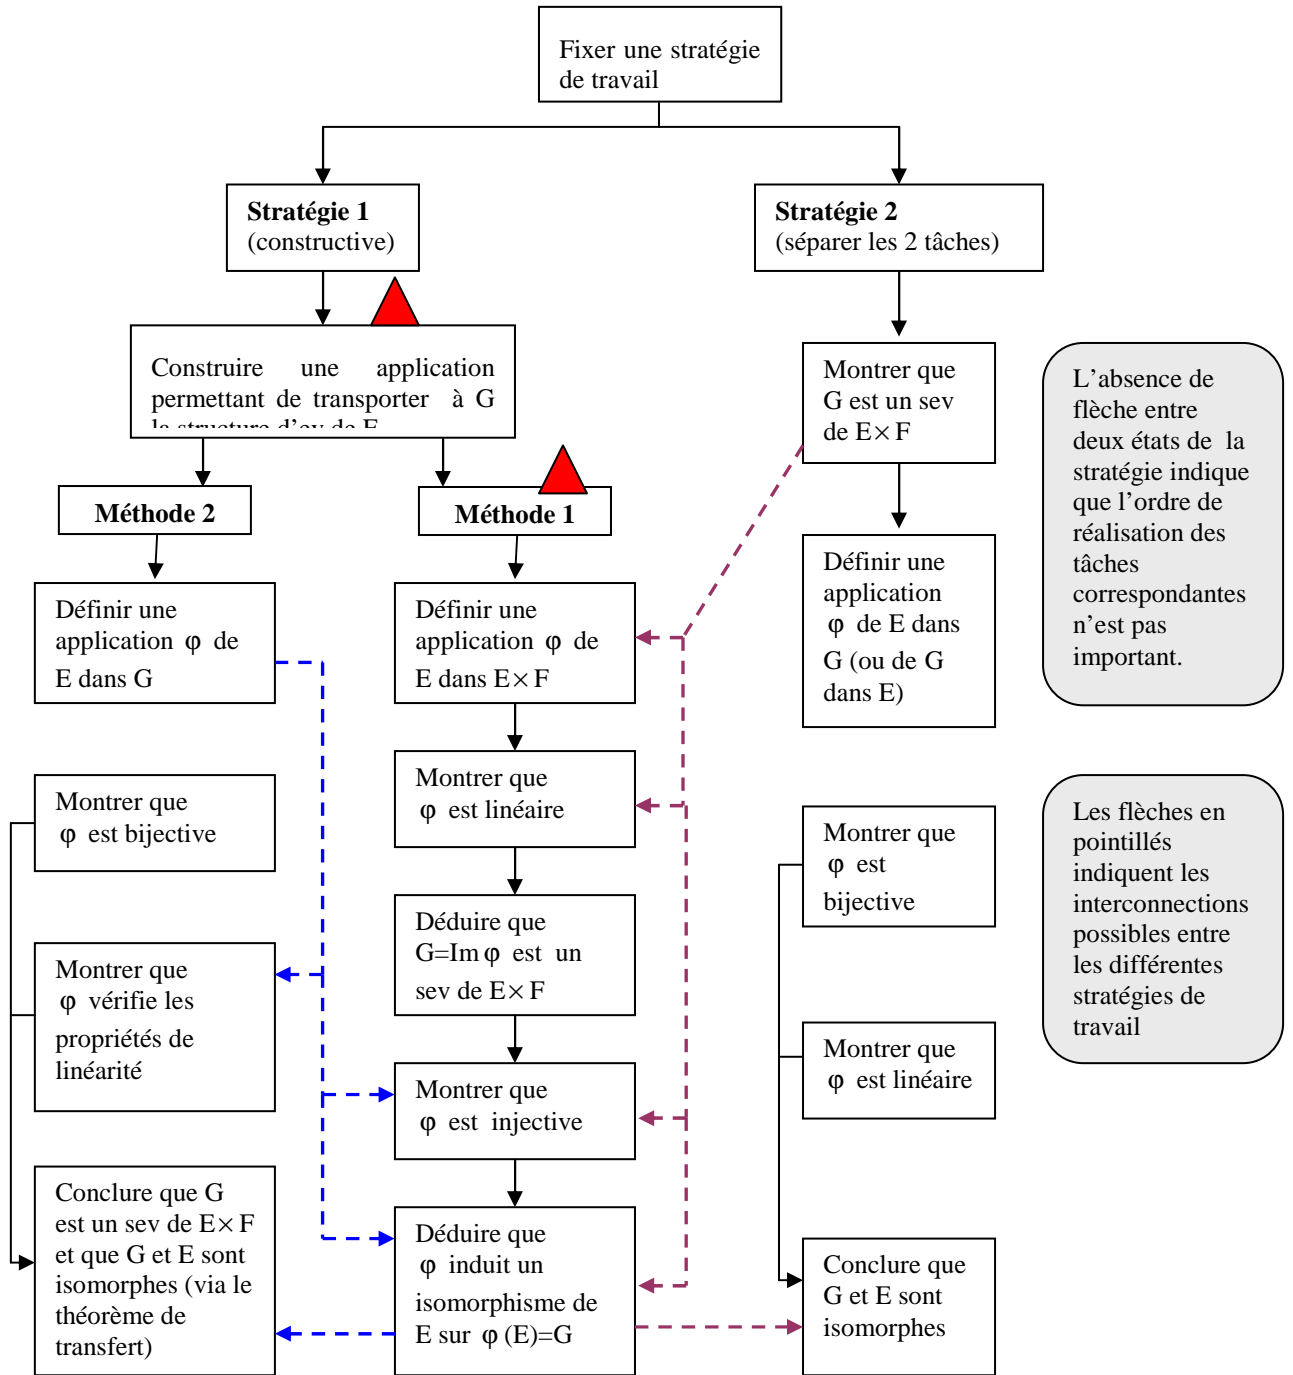 Fixer une stratégie
de travail
Stratégie 1
(constructive)
Stratégie 2
(séparer les 2 tâches)
Construire une application
permettant de transporter à G
la structure d'ev de E
Montrer que
G est un sev
de E× F
L'absence de
flèche entre
deux états de la
stratégie indique
que l'ordre de
réalisation des
tâches
correspondantes
n'est pas
important.
Méthode 2
Méthode 1
Définir une
application φ de
E dans G
Définir une
application φ de
E dans E× F
Définir une
application
φ de E dans
G (ou de G
dans E)
Montrer que
φ est bijective
Montrer que
φ est linéaire
Montrer que
φ est
bijective
Les flèches en
pointillés
indiquent les
interconnections
possibles entre
les différentes
stratégies de
travail
Déduire que
G=Im φ est un
sev de E× F
Montrer que
φ vérifie les
propriétés de
linéarité
Montrer que
φ est injective
Montrer que
φ est linéaire
Conclure que G
est un sev de E× F
et que G et E sont
isomorphes (via le
théorème de
transfert)
Déduire que
φ induit un
isomorphisme de
E sur φ (E)=G
Conclure que
G et E sont
isomorphes